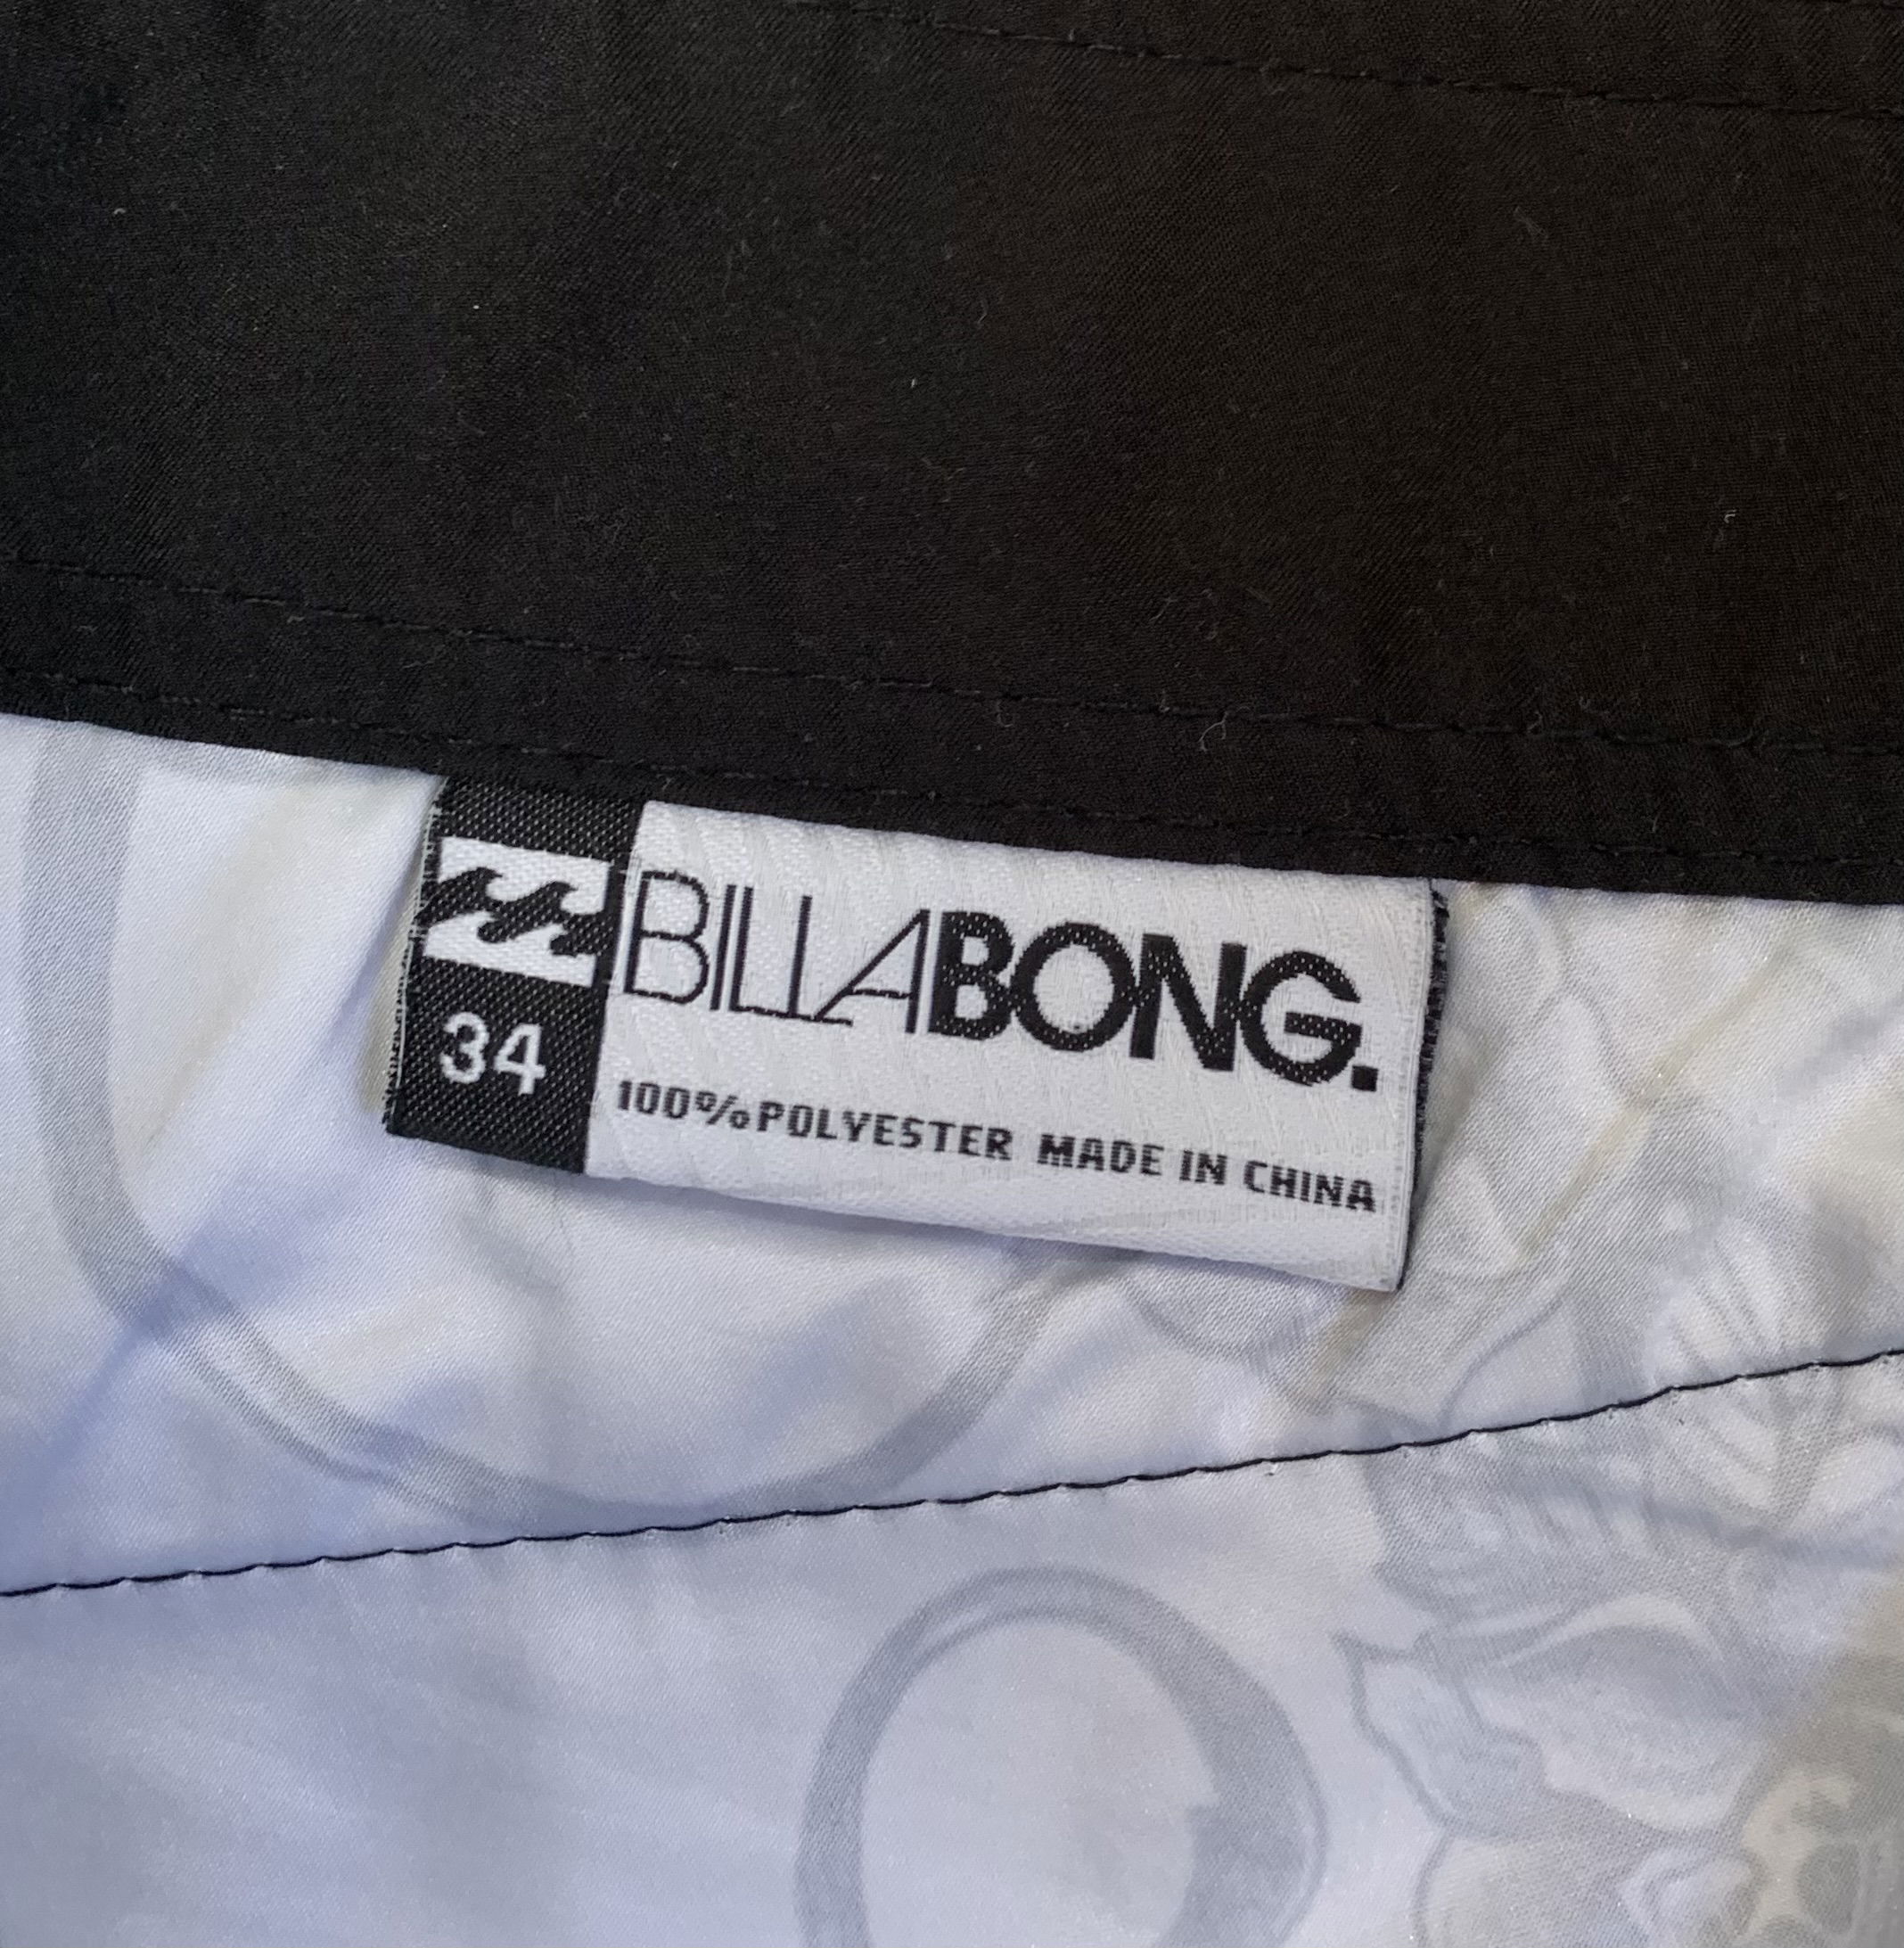 BILLABONG.
34
100% POLYESTER MADE IN CHINA